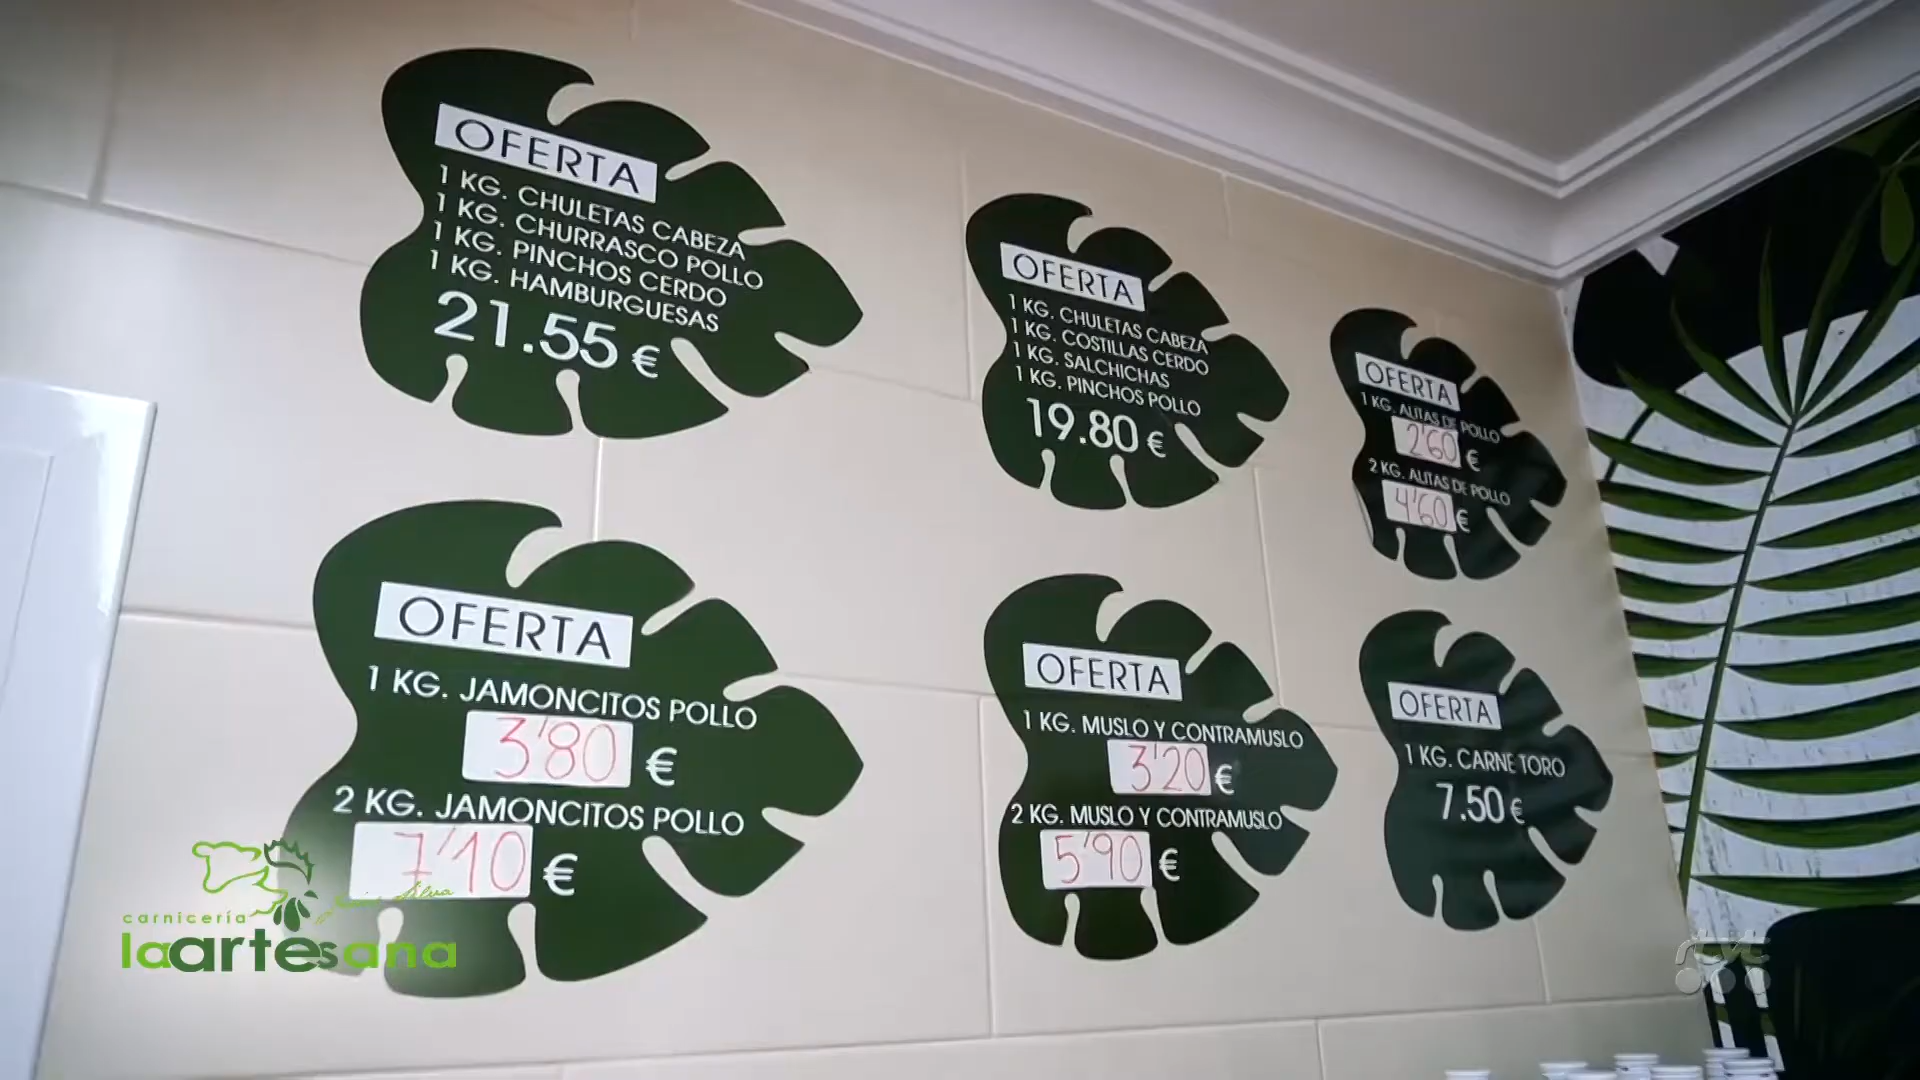 OFERTA
1 KG. CHULETAS CABEZA
1 KG. CHURRASCO POLLO
1 KG. PINCHOS CERDO
1 KG. HAMBURGUESAS
21.55 €
OFERTA
1 KG. CHULETAS CABEZA
1 KG. COSTILLAS CERDO
1 KG. SALCHICHAS
1 KG. PINCHOS POLLO
19.80 €
OFERTA
1 KG. ALITAS DE POLLO
2'60 €
2 KG. ALITAS DE POLLO
4'60 €
OFERTA
1 KG. JAMONCITOS POLLO
3'80 €
2 KG. JAMONCITOS POLLO
7'10 €
OFERTA
1 KG. MUSLO Y CONTRAMUSLO
3'20 €
2 KG. MUSLO Y CONTRAMUSLO
5'90 €
OFERTA
1 KG. CARNE TORO
7.50 €
carnicería
laartesana